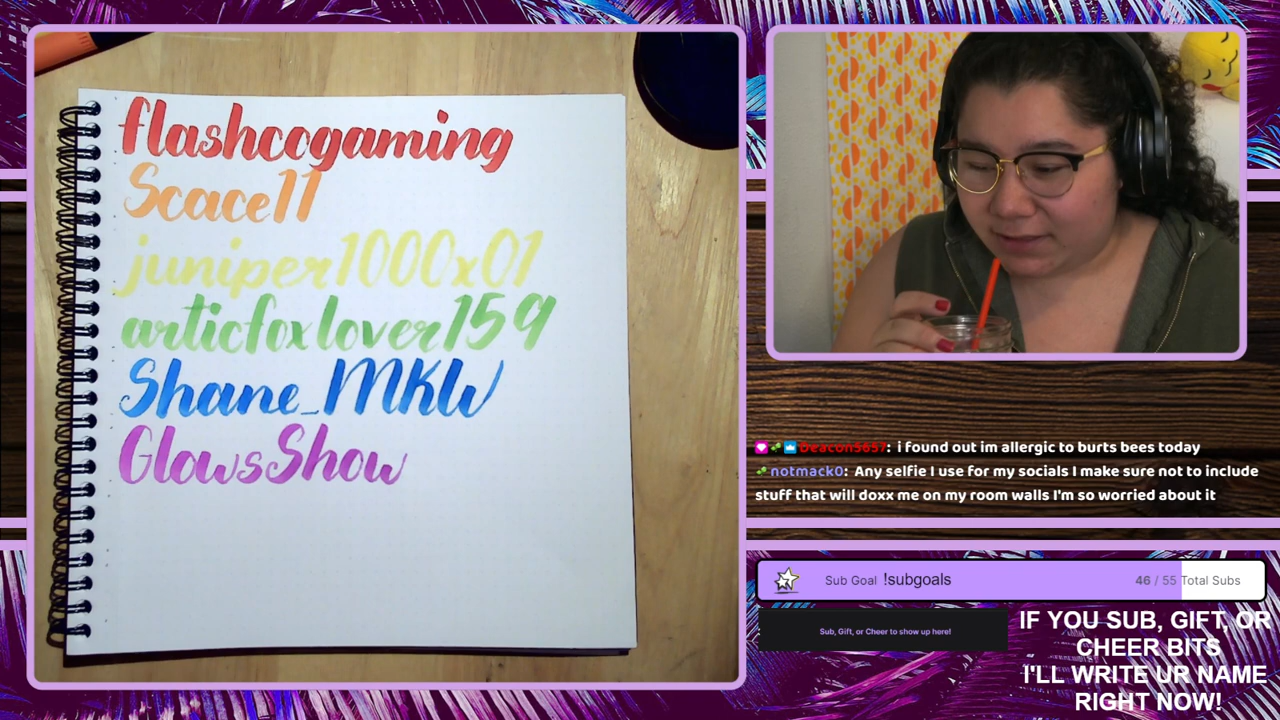 flashcogaming
Scace11
juniper1000x01
articfoxlover159
Shane_MKW
GlowsShow
Deacon5657: i found out im allergic to burts bees today
notmack0: Any selfie I use for my socials I make sure not to include
stuff that will doxx me on my room walls I'm so worried about it
Sub Goal !subgoals 46 / 55 Total Subs
Sub, Gift, or Cheer to show up here!
IF YOU SUB, GIFT, OR
CHEER BITS
I'LL WRITE UR NAME
RIGHT NOW!